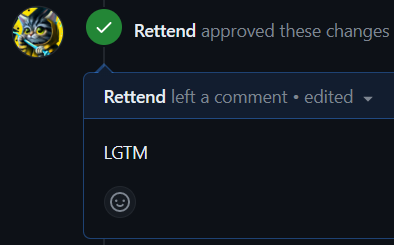 Rettend approved these changes
Rettend left a comment • edited
LGTM